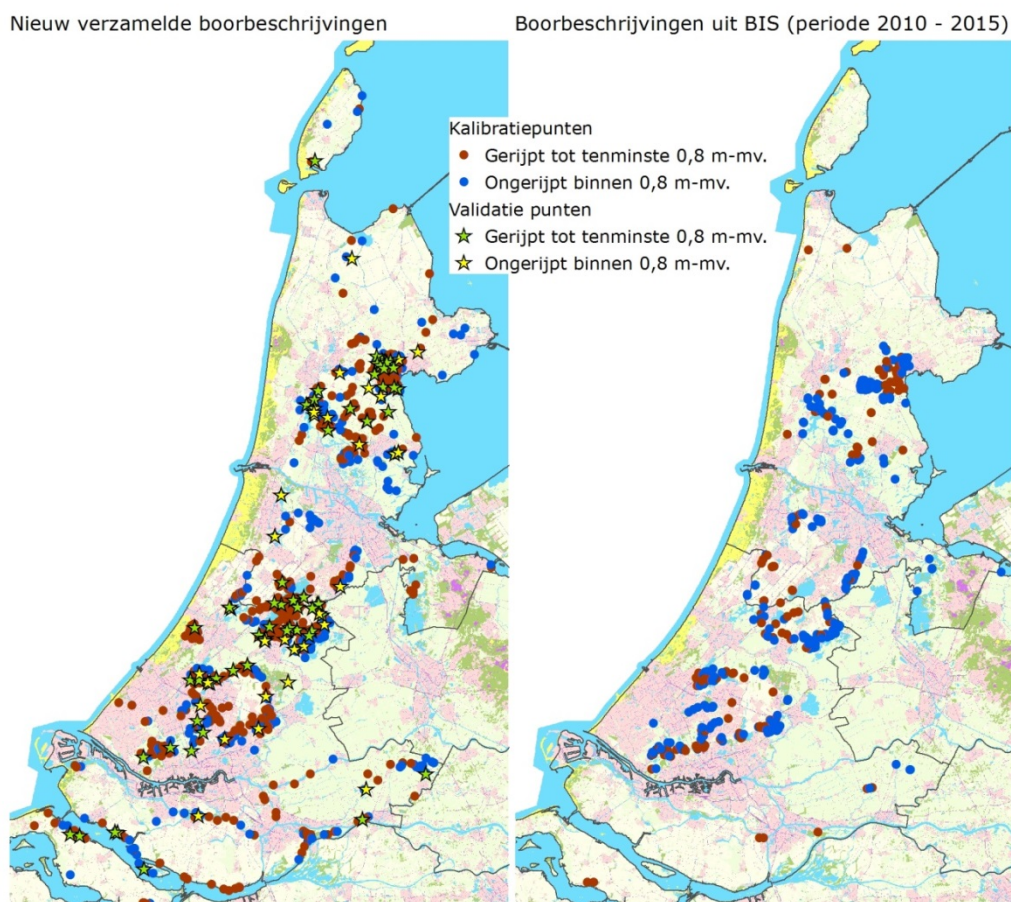 Nieuw verzamelde boorbeschrijvingen
Boorbeschrijvingen uit BIS (periode 2010 - 2015)
Kalibratiepunten
Gerijpt tot tenminste 0,8 m-mv.
Ongerijpt binnen 0,8 m-mv.
Validatie punten
Gerijpt tot tenminste 0,8 m-mv.
Ongerijpt binnen 0,8 m-mv.